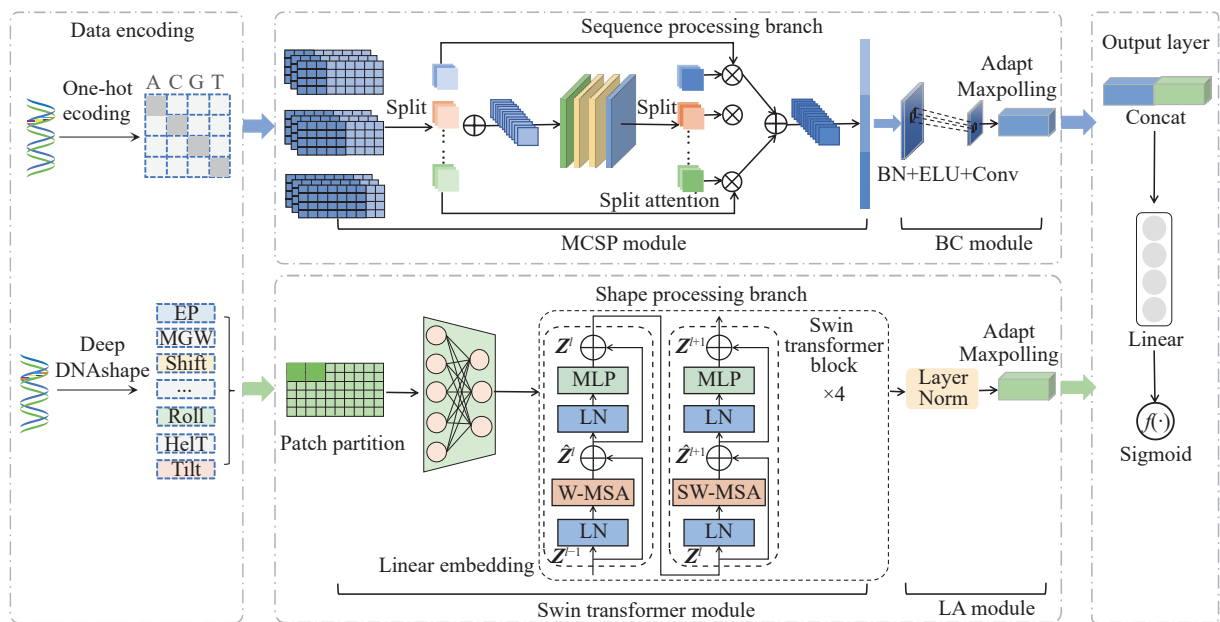 Data encoding
One-hot
ecoding
A C G T
Deep
DNAshape
EP
MGW
Shift
...
Roll
HelT
Tilt
Sequence processing branch
Split
Split
Split attention
MCSP module
BN+ELU+Conv
Adapt
Maxpolling
BC module
Shape processing branch
Patch partition
Linear embedding
Z^l
MLP
LN
Ẑ^l
W-MSA
LN
Z^{l−1}
Z^{l+1}
MLP
LN
Ẑ^{l+1}
SW-MSA
LN
Z^l
Swin
transformer
block
×4
Swin transformer module
Layer
Norm
Adapt
Maxpolling
LA module
Output layer
Concat
Linear
f(·)
Sigmoid